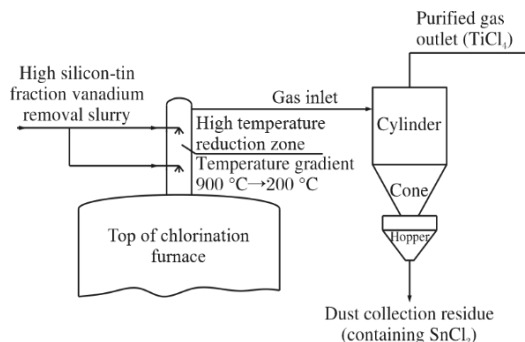 Purified gas
outlet (TiCl₄)
High silicon-tin
fraction vanadium
removal slurry
Gas inlet
High temperature
reduction zone
Temperature gradient
900 °C→200 °C
Cylinder
Cone
Hopper
Top of chlorination
furnace
Dust collection residue
(containing SnCl₂)